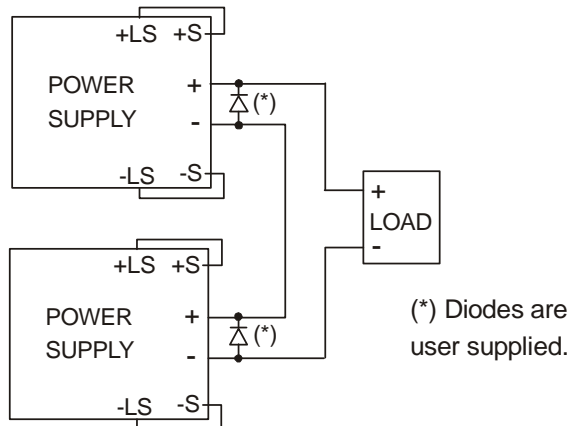 +LS +S
POWER
SUPPLY
+
-
(*)
-LS -S
+
LOAD
-
+LS +S
POWER
SUPPLY
+
-
(*)
-LS -S
(*) Diodes are
user supplied.